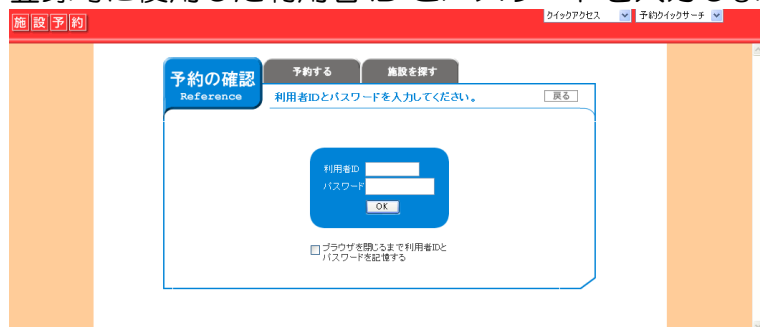 施設予約
クイックアクセス 予約クイックサーチ
予約の確認 予約する 施設を探す
Reference 利用者IDとパスワードを入力してください。 戻る
利用者ID
パスワード
OK
ブラウザを閉じるまで利用者IDと
パスワードを記憶する